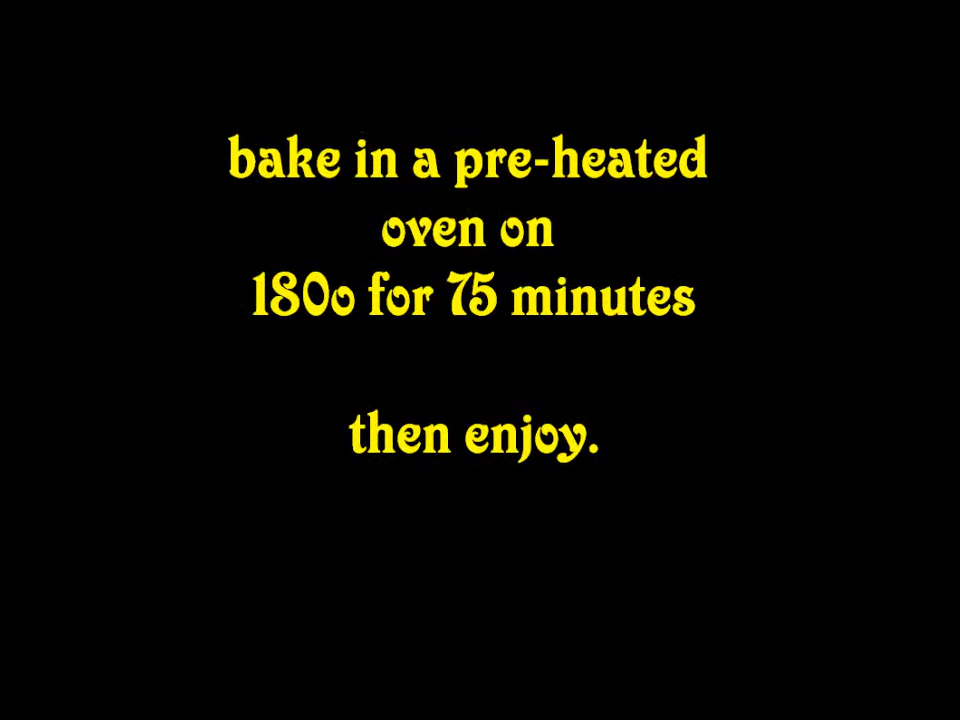 bake in a pre-heated
oven on
180o for 75 minutes
then enjoy.